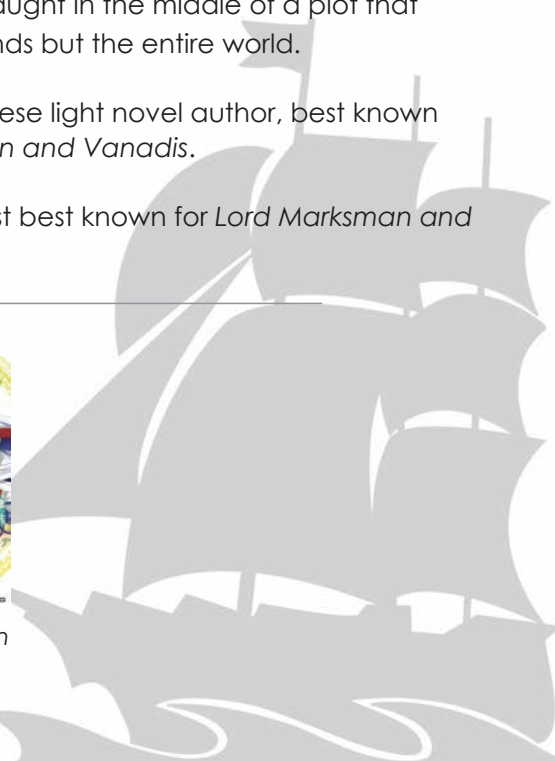 aught in the middle of a plot that
nds but the entire world.
ese light novel author, best known
n and Vanadis.
st best known for Lord Marksman and
n